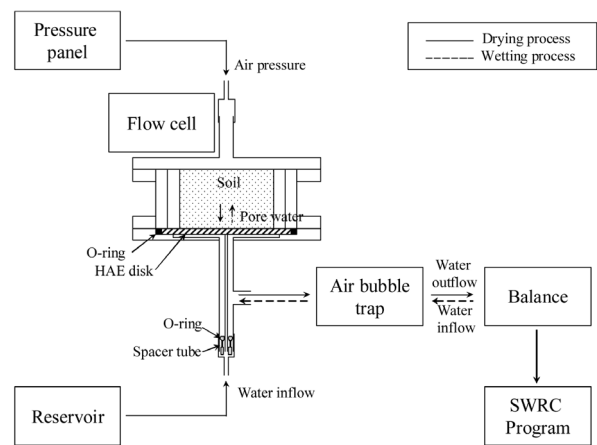 Pressure
panel
Drying process
Wetting process
Air pressure
Flow cell
Soil
Pore water
O-ring
HAE disk
Air bubble
trap
Water
outflow
Water
inflow
Balance
O-ring
Spacer tube
Water inflow
Reservoir
SWRC
Program